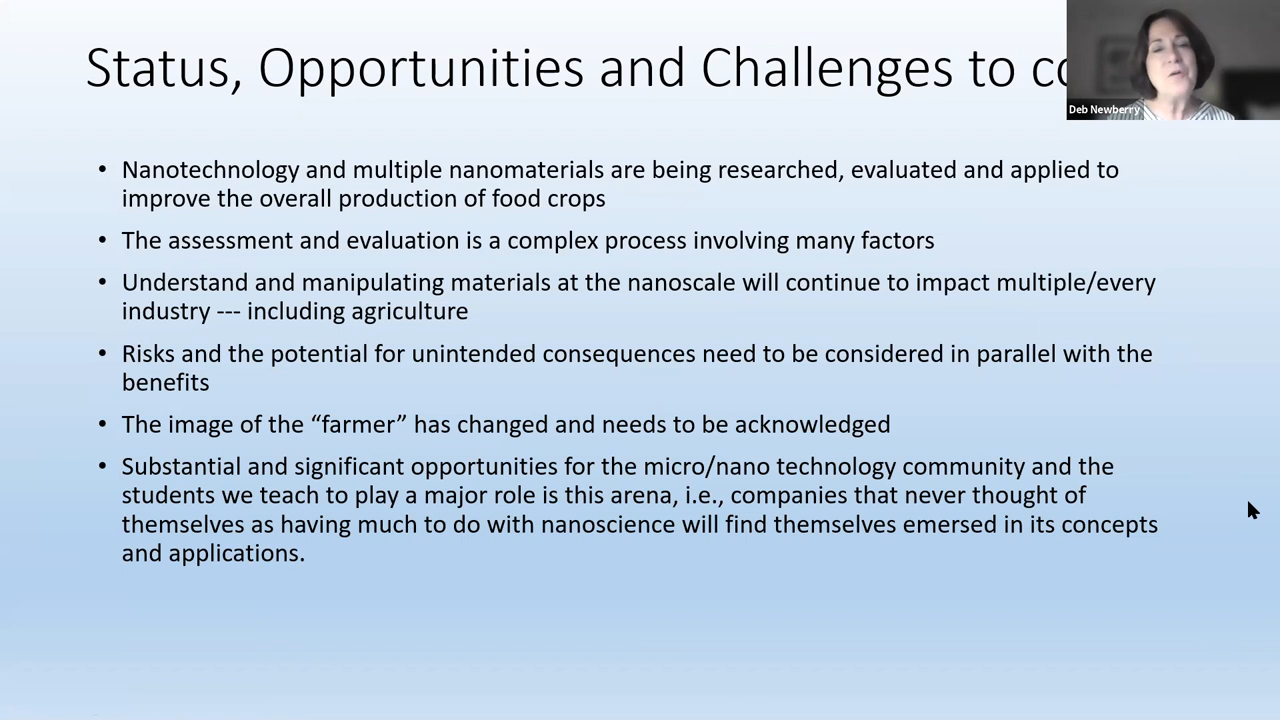 Status, Opportunities and Challenges to
Deb Newberry
• Nanotechnology and multiple nanomaterials are being researched, evaluated and applied to
improve the overall production of food crops
• The assessment and evaluation is a complex process involving many factors
• Understand and manipulating materials at the nanoscale will continue to impact multiple/every
industry --- including agriculture
• Risks and the potential for unintended consequences need to be considered in parallel with the
benefits
• The image of the “farmer” has changed and needs to be acknowledged
• Substantial and significant opportunities for the micro/nano technology community and the
students we teach to play a major role is this arena, i.e., companies that never thought of
themselves as having much to do with nanoscience will find themselves emersed in its concepts
and applications.